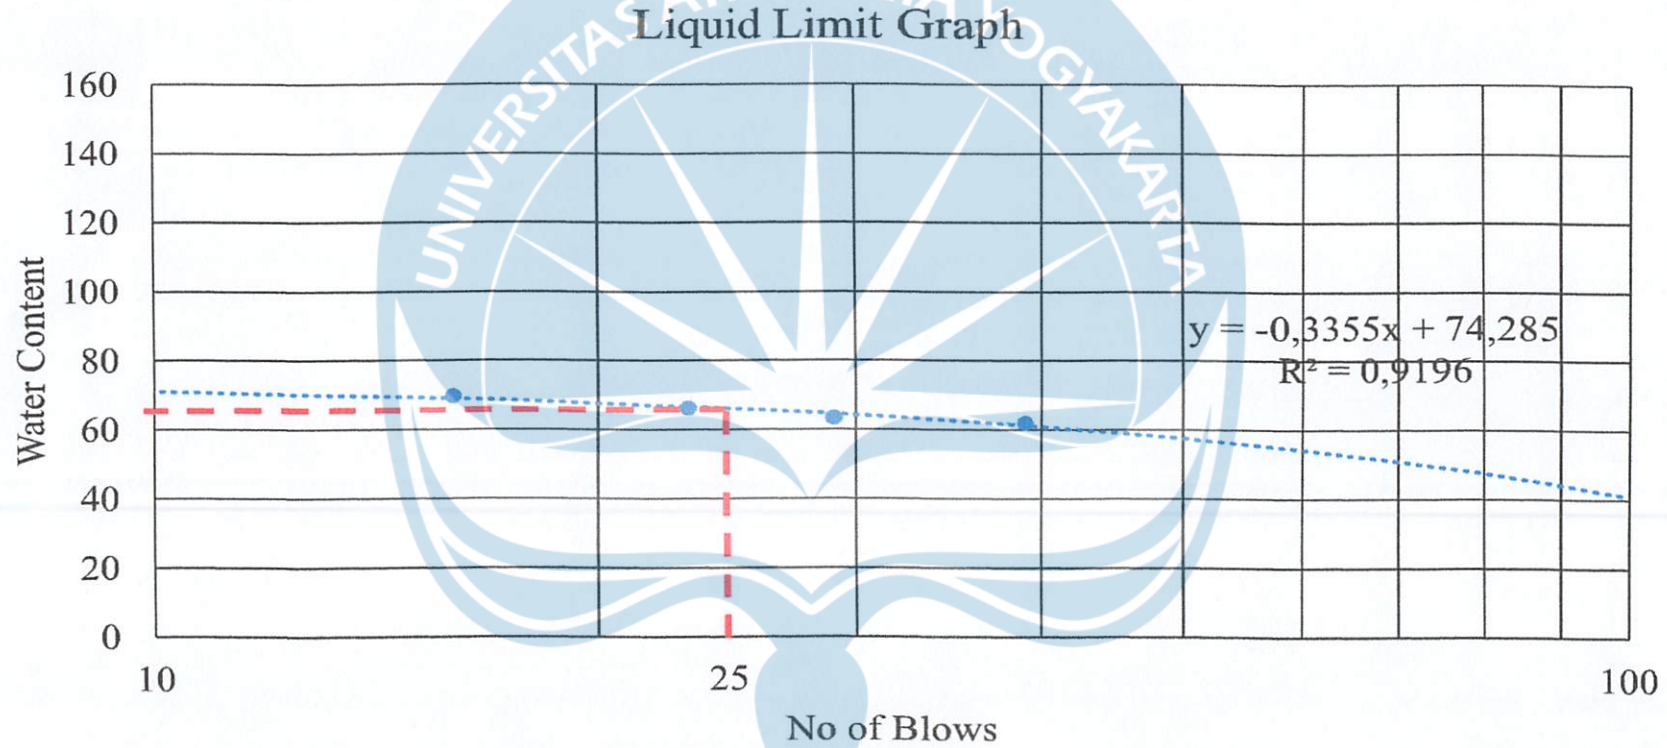 Liquid Limit Graph
UNIVERSITAS
YOGYAKARTA
160
140
120
100
80
60
40
20
0
Water Content
y = -0,3355x + 74,285
R² = 0,9196
10
25
100
No of Blows